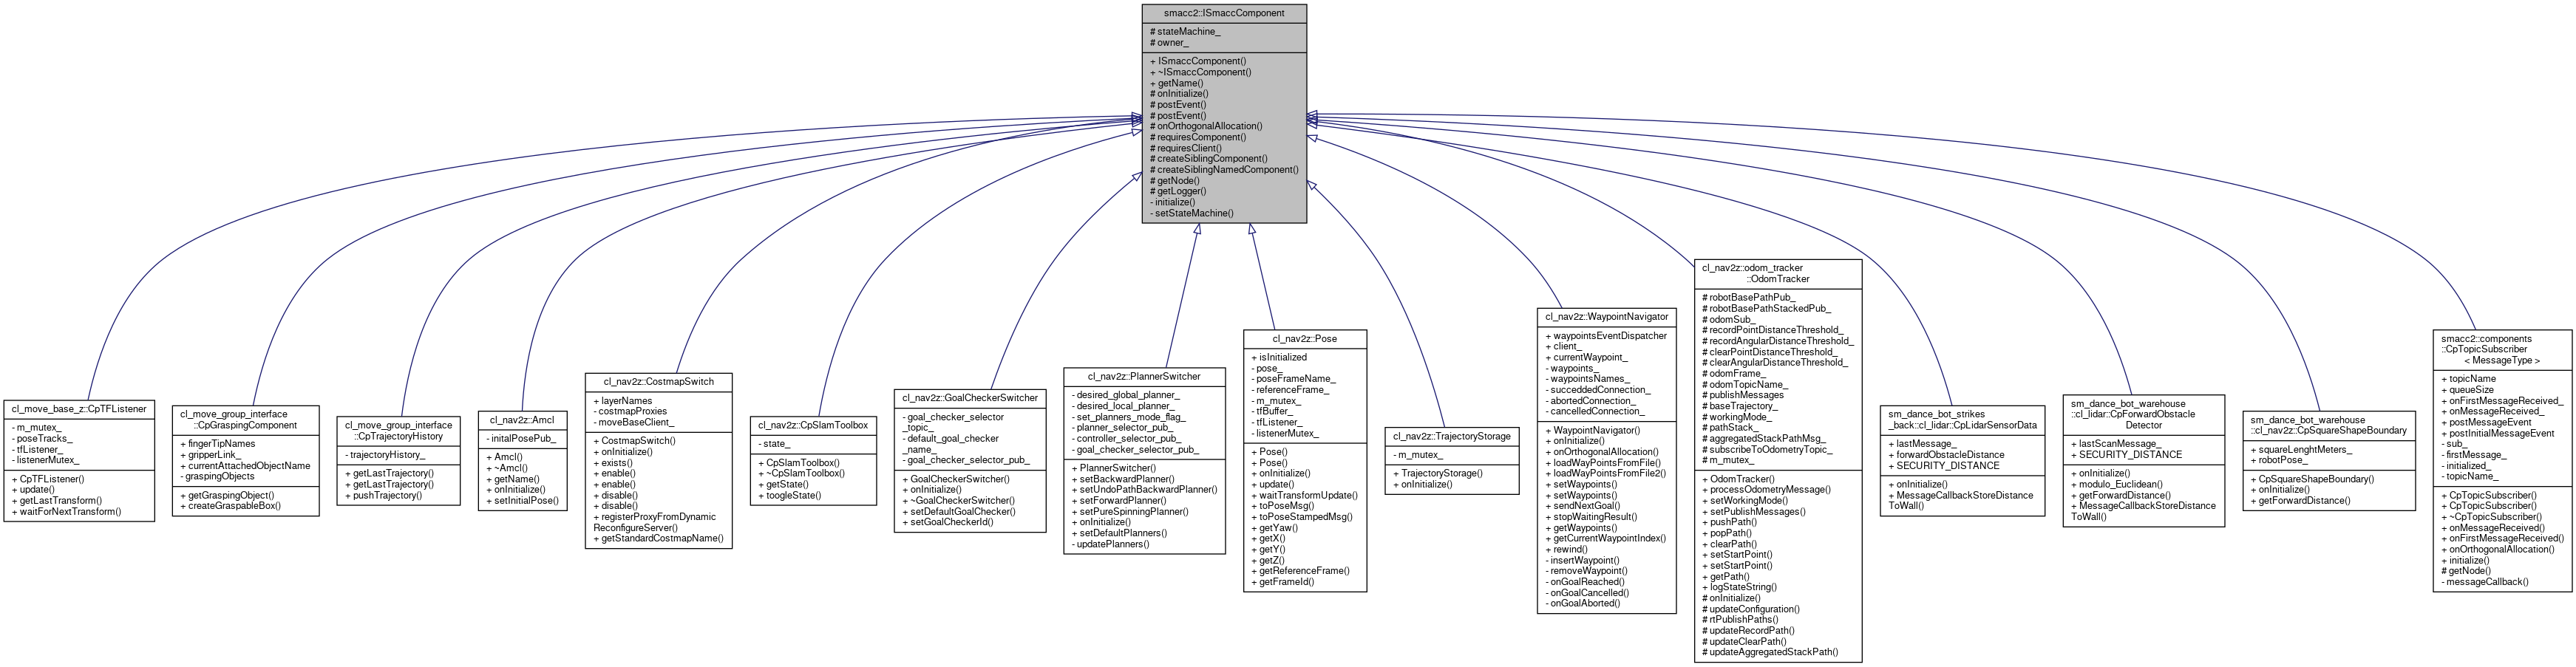 smacc2::ISmaccComponent
# stateMachine_
# owner_
+ ISmaccComponent()
+ ~ISmaccComponent()
+ getName()
# onInitialize()
# postEvent()
# postEvent()
# onOrthogonalAllocation()
# requiresComponent()
# requiresClient()
# createSiblingComponent()
# createSiblingNamedComponent()
# getNode()
# getLogger()
- initialize()
- setStateMachine()
cl_move_base_z::CpTFListener
- m_mutex_
- poseTracks_
- tfListener_
- listenerMutex_
+ CpTFListener()
+ update()
+ getLastTransform()
+ waitForNextTransform()
cl_move_group_interface
::CpGraspingComponent
+ fingerTipNames
+ gripperLink_
+ currentAttachedObjectName
- graspingObjects
+ getGraspingObject()
+ createGraspableBox()
cl_move_group_interface
::CpTrajectoryHistory
- trajectoryHistory_
+ getLastTrajectory()
+ getLastTrajectory()
+ pushTrajectory()
cl_nav2z::Amcl
- initalPosePub_
+ Amcl()
+ ~Amcl()
+ getName()
+ onInitialize()
+ setInitialPose()
cl_nav2z::CostmapSwitch
+ layerNames
- costmapProxies
- moveBaseClient_
+ CostmapSwitch()
+ onInitialize()
+ exists()
+ enable()
+ enable()
+ disable()
+ disable()
+ registerProxyFromDynamic
ReconfigureServer()
+ getStandardCostmapName()
cl_nav2z::CpSlamToolbox
- state_
+ CpSlamToolbox()
+ ~CpSlamToolbox()
+ getState()
+ toogleState()
cl_nav2z::GoalCheckerSwitcher
- goal_checker_selector
_topic_
- default_goal_checker
_name_
- goal_checker_selector_pub_
+ GoalCheckerSwitcher()
+ onInitialize()
+ ~GoalCheckerSwitcher()
+ setDefaultGoalChecker()
+ setGoalCheckerId()
cl_nav2z::PlannerSwitcher
- desired_global_planner_
- desired_local_planner_
- set_planners_mode_flag_
- planner_selector_pub_
- controller_selector_pub_
- goal_checker_selector_pub_
+ PlannerSwitcher()
+ setBackwardPlanner()
+ setUndoPathBackwardPlanner()
+ setForwardPlanner()
+ setPureSpinningPlanner()
+ onInitialize()
+ setDefaultPlanners()
- updatePlanners()
cl_nav2z::Pose
+ isInitialized
- pose_
- poseFrameName_
- referenceFrame_
- m_mutex_
- tfBuffer_
- tfListener_
- listenerMutex_
+ Pose()
+ Pose()
+ onInitialize()
+ update()
+ waitTransformUpdate()
+ toPoseMsg()
+ toPoseStampedMsg()
+ getYaw()
+ getX()
+ getY()
+ getZ()
+ getReferenceFrame()
+ getFrameId()
cl_nav2z::TrajectoryStorage
- m_mutex_
+ TrajectoryStorage()
+ onInitialize()
cl_nav2z::WaypointNavigator
+ waypointsEventDispatcher
+ client_
+ currentWaypoint_
- waypoints_
- waypointsNames_
- succeddedConnection_
- abortedConnection_
- cancelledConnection_
+ WaypointNavigator()
+ onInitialize()
+ onOrthogonalAllocation()
+ loadWayPointsFromFile()
+ loadWayPointsFromFile2()
+ setWaypoints()
+ setWaypoints()
+ sendNextGoal()
+ stopWaitingResult()
+ getWaypoints()
+ getCurrentWaypointIndex()
+ rewind()
- insertWaypoint()
- removeWaypoint()
- onGoalReached()
- onGoalCancelled()
- onGoalAborted()
cl_nav2z::odom_tracker
::OdomTracker
# robotBasePathPub_
# robotBasePathStackedPub_
# odomSub_
# recordPointDistanceThreshold_
# recordAngularDistanceThreshold_
# clearPointDistanceThreshold_
# clearAngularDistanceThreshold_
# odomFrame_
# odomTopicName_
# publishMessages
# baseTrajectory_
# workingMode_
# pathStack_
# aggregatedStackPathMsg_
# subscribeToOdometryTopic_
# m_mutex_
+ OdomTracker()
+ processOdometryMessage()
+ setWorkingMode()
+ setPublishMessages()
+ pushPath()
+ popPath()
+ clearPath()
+ setStartPoint()
+ setStartPoint()
+ getPath()
+ logStateString()
# onInitialize()
# updateConfiguration()
# rtPublishPaths()
# updateRecordPath()
# updateClearPath()
# updateAggregatedStackPath()
sm_dance_bot_strikes
_back::cl_lidar::CpLidarSensorData
+ lastMessage_
+ forwardObstacleDistance
+ SECURITY_DISTANCE
+ onInitialize()
+ MessageCallbackStoreDistance
ToWall()
sm_dance_bot_warehouse
::cl_lidar::CpForwardObstacle
Detector
+ lastScanMessage_
+ SECURITY_DISTANCE
+ onInitialize()
+ modulo_Euclidean()
+ getForwardDistance()
+ MessageCallbackStoreDistance
ToWall()
sm_dance_bot_warehouse
::cl_nav2z::CpSquareShapeBoundary
+ squareLenghtMeters_
+ robotPose_
+ CpSquareShapeBoundary()
+ onInitialize()
+ getForwardDistance()
smacc2::components
::CpTopicSubscriber
< MessageType >
+ topicName
+ queueSize
+ onFirstMessageReceived_
+ onMessageReceived_
+ postMessageEvent
+ postInitialMessageEvent
- sub_
- firstMessage_
- initialized_
- topicName_
+ CpTopicSubscriber()
+ CpTopicSubscriber()
+ ~CpTopicSubscriber()
+ onMessageReceived()
+ onFirstMessageReceived()
+ onOrthogonalAllocation()
+ initialize()
# getNode()
- messageCallback()